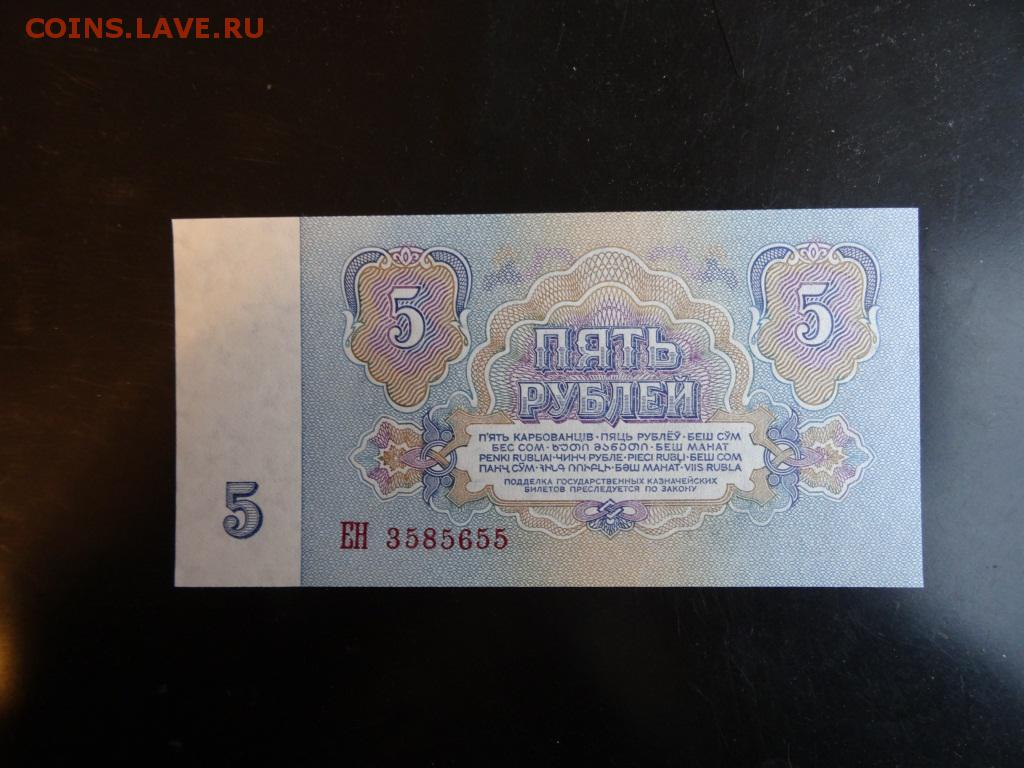 COINS.LAVE.RU
5 5
ПЯТЬ
РУБЛЕЙ
П'ЯТЬ КАРБОВАНЦІВ · ПЯЦЬ РУБЛЁЎ · БЕШ СЎМ
БЕС СОМ · ხუთი მანეთი · БЕШ МАНАТ
PENKI RUBLIAI · ЧИНЧ РУБЛЕ · PIECI RUBĻI · БЕШ СОМ
ПАНҶ СӮМ · ՀԻՆԳ ՌՈՒԲԼԻ · БӘШ МАНАТ · VIIS RUBLA
ПОДДЕЛКА ГОСУДАРСТВЕННЫХ КАЗНАЧЕЙСКИХ
БИЛЕТОВ ПРЕСЛЕДУЕТСЯ ПО ЗАКОНУ
5
ЕН 3585655